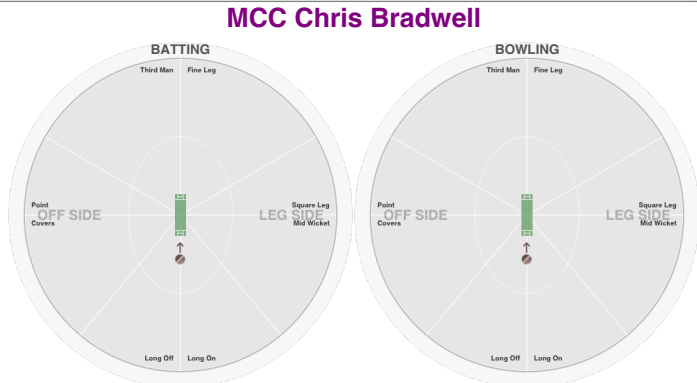 MCC Chris Bradwell
BATTING
Third Man Fine Leg
Point
OFF SIDE
Covers
Square Leg
LEG SIDE
Mid Wicket
Long Off Long On
BOWLING
Third Man Fine Leg
Point
OFF SIDE
Covers
Square Leg
LEG SIDE
Mid Wicket
Long Off Long On